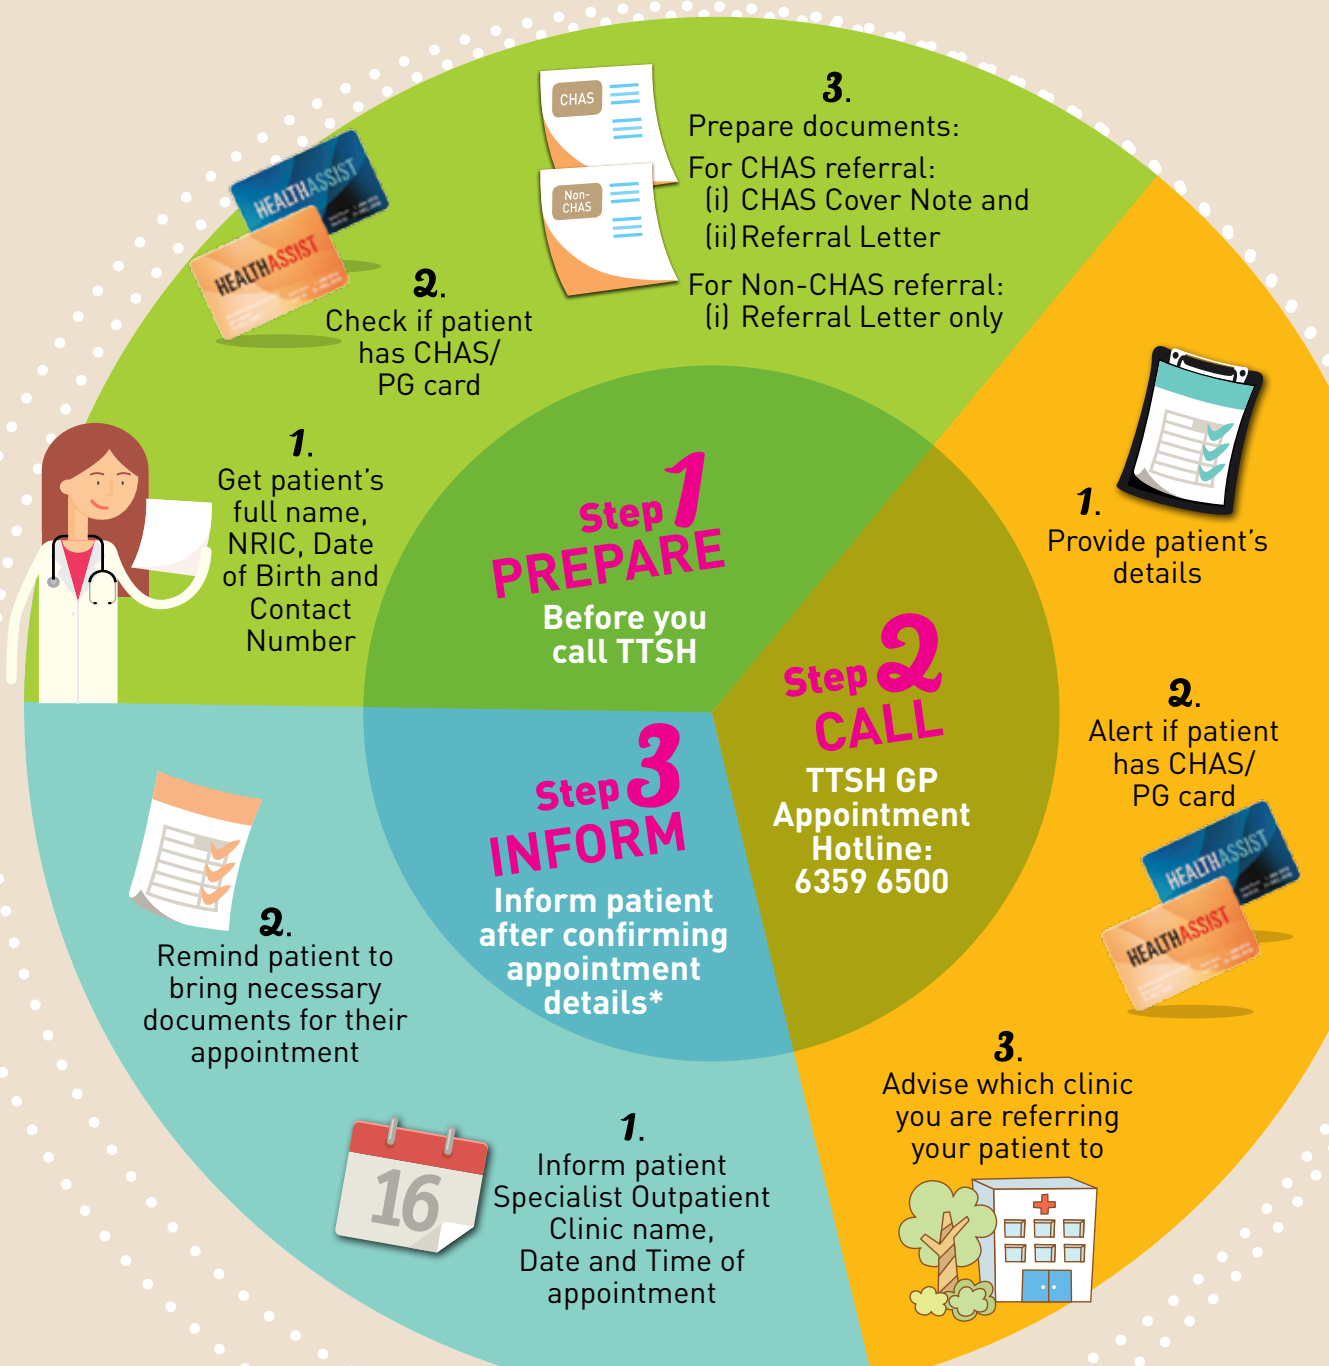 Step 1
PREPARE
Before you
call TTSH
1.
Get patient's
full name,
NRIC, Date
of Birth and
Contact
Number
HEALTHASSIST
HEALTHASSIST
2.
Check if patient
has CHAS/
PG card
CHAS
Non-
CHAS
3.
Prepare documents:
For CHAS referral:
(i) CHAS Cover Note and
(ii) Referral Letter
For Non-CHAS referral:
(i) Referral Letter only
Step 2
CALL
TTSH GP
Appointment
Hotline:
6359 6500
1.
Provide patient's
details
2.
Alert if patient
has CHAS/
PG card
HEALTHASSIST
HEALTHASSIST
3.
Advise which clinic
you are referring
your patient to
Step 3
INFORM
Inform patient
after confirming
appointment
details*
16
1.
Inform patient
Specialist Outpatient
Clinic name,
Date and Time of
appointment
2.
Remind patient to
bring necessary
documents for their
appointment